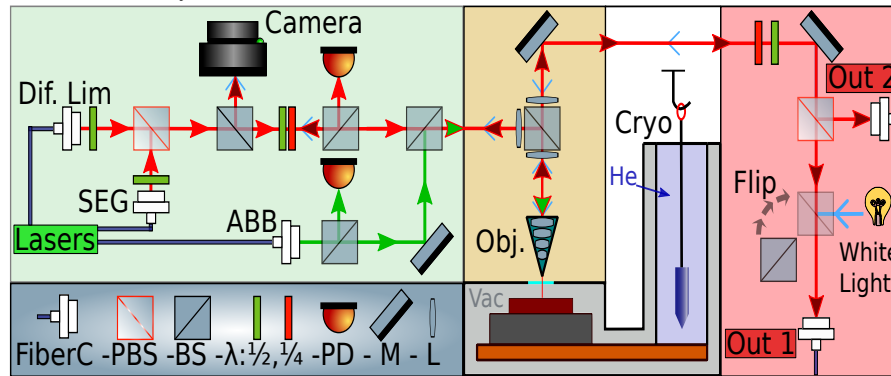 Camera
Dif. Lim
SEG
Lasers
ABB
Obj.
Vac
Cryo
He
Out 2
Flip
White
Light
Out 1
FiberC -PBS -BS -λ:½,¼ -PD - M - L